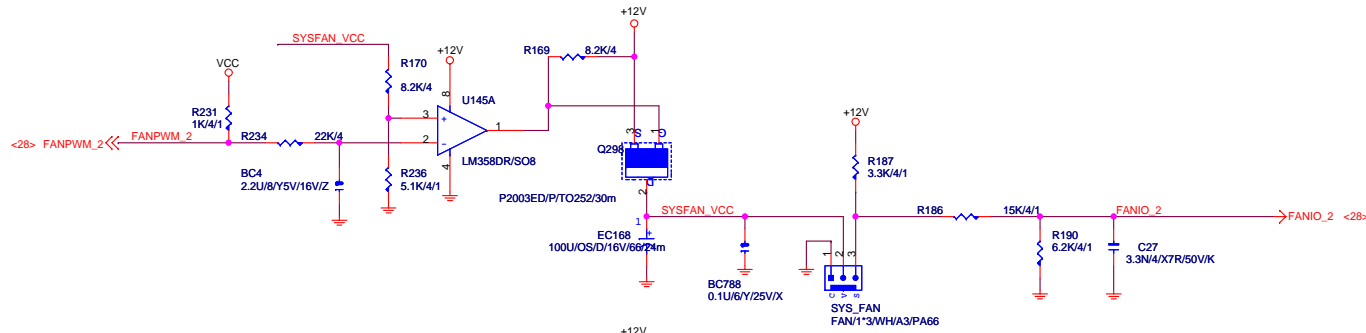 +12V
SYSFAN_VCC
+12V
R169
8.2K/4
VCC
R170
8.2K/4
8
U145A
R231
1K/4/1
3
+
1
+12V
3
S
1
G
<28>
FANPWM_2
FANPWM_2
R234
22K/4
2
-
Q298
LM358DR/SO8
4
R187
3.3K/4/1
BC4
2.2U/8/Y5V/16V/Z
R236
5.1K/4/1
D
2
P2003ED/P/TO252/30m
SYSFAN_VCC
R186
15K/4/1
FANIO_2
FANIO_2
<28>
1
+
EC168
100U/OS/D/16V/66/24m
R190
6.2K/4/1
C27
3.3N/4/X7R/50V/K
1
2
3
BC788
0.1U/6/Y/25V/X
G
V
S
SYS_FAN
FAN/1*3/WH/A3/PA66
+12V